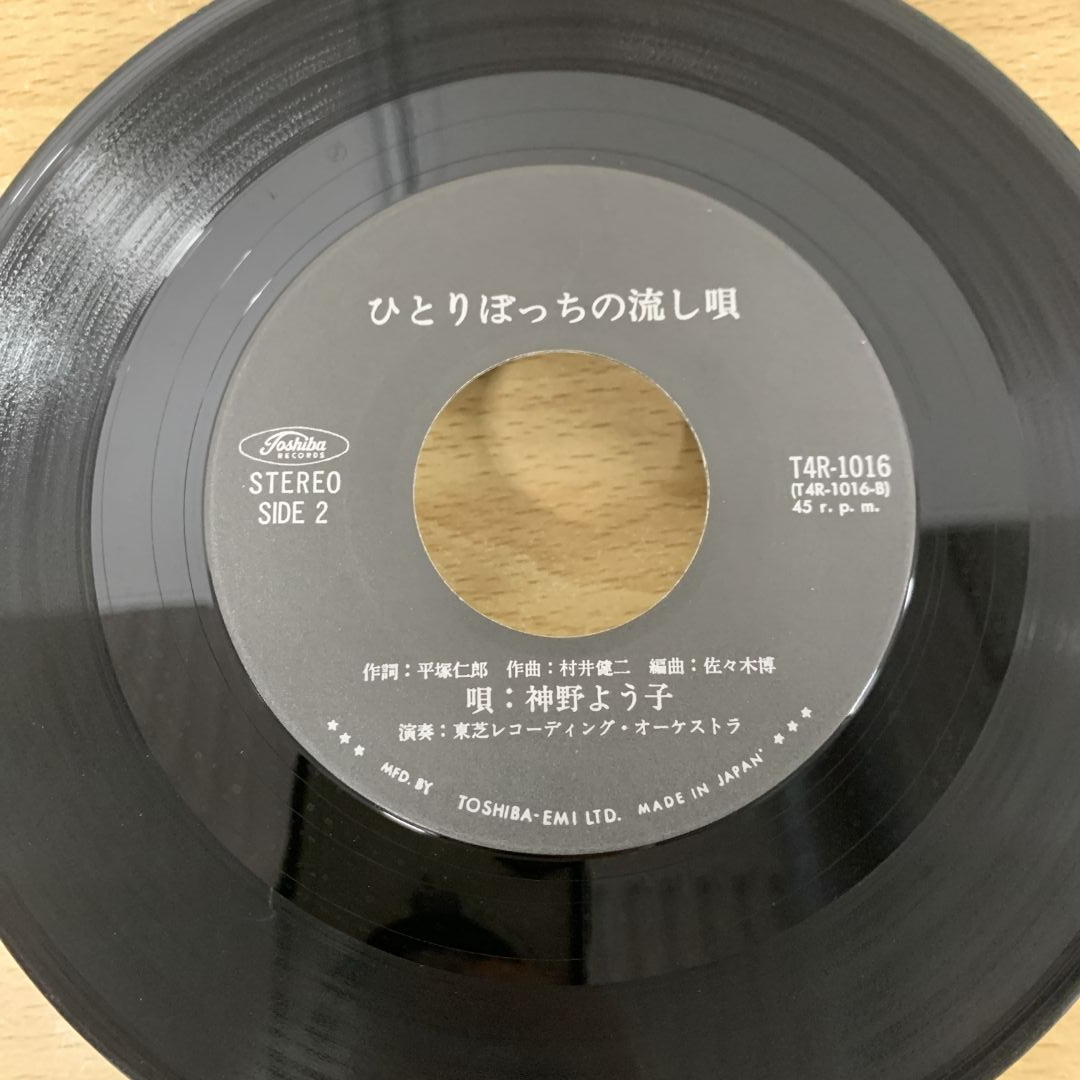 ひとりぼっちの流し唄
Toshiba
RECORDS
STEREO
SIDE 2
T4R-1016
(T4R-1016-B)
45 r. p. m.
作詞：平塚仁郎　作曲：村井健二　編曲：佐々木博
唄：神野よう子
演奏：東芝レコーディング・オーケストラ
MFD. BY TOSHIBA-EMI LTD. MADE IN JAPAN